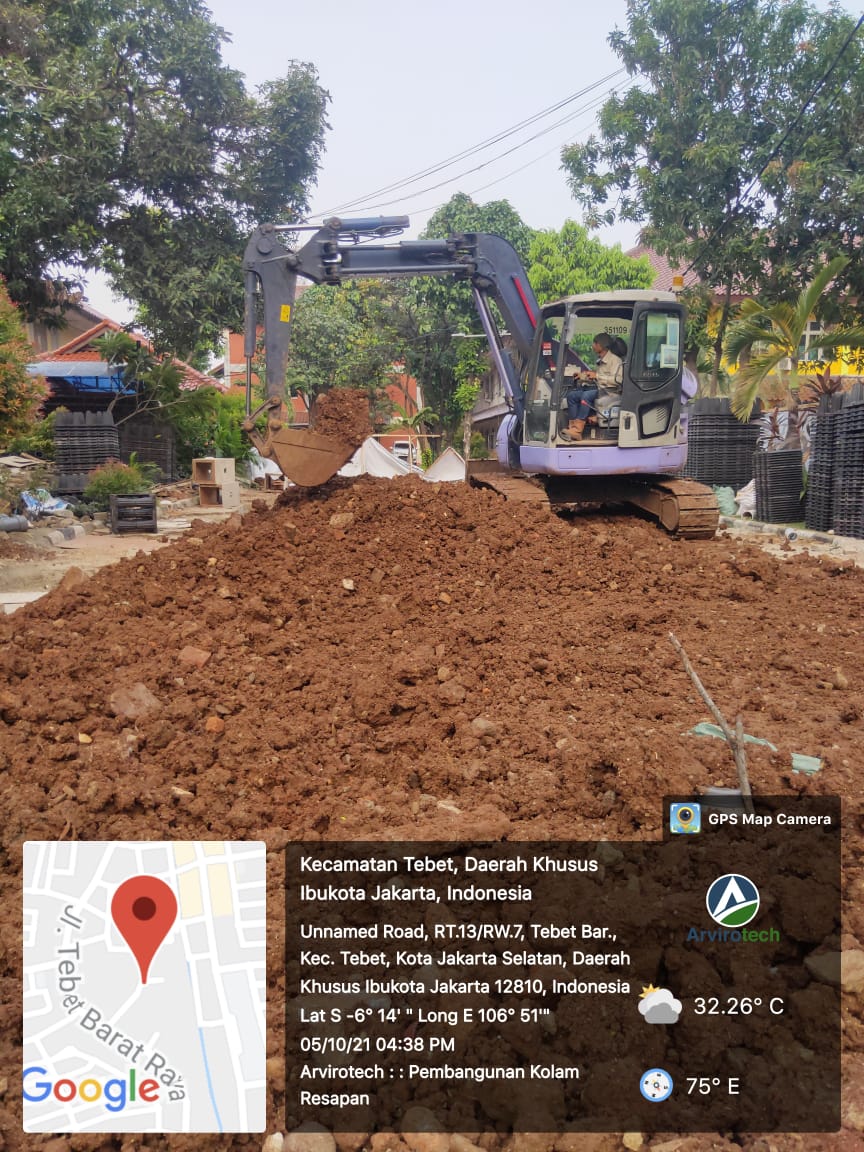 351109
GPS Map Camera
Kecamatan Tebet, Daerah Khusus
Ibukota Jakarta, Indonesia
Unnamed Road, RT.13/RW.7, Tebet Bar.,
Kec. Tebet, Kota Jakarta Selatan, Daerah
Khusus Ibukota Jakarta 12810, Indonesia
Lat S -6° 14' " Long E 106° 51'"
05/10/21 04:38 PM
Arvirotech : : Pembangunan Kolam
Resapan
Arvirotech
32.26° C
75° E
Jl. Tebet Barat Raya
Google